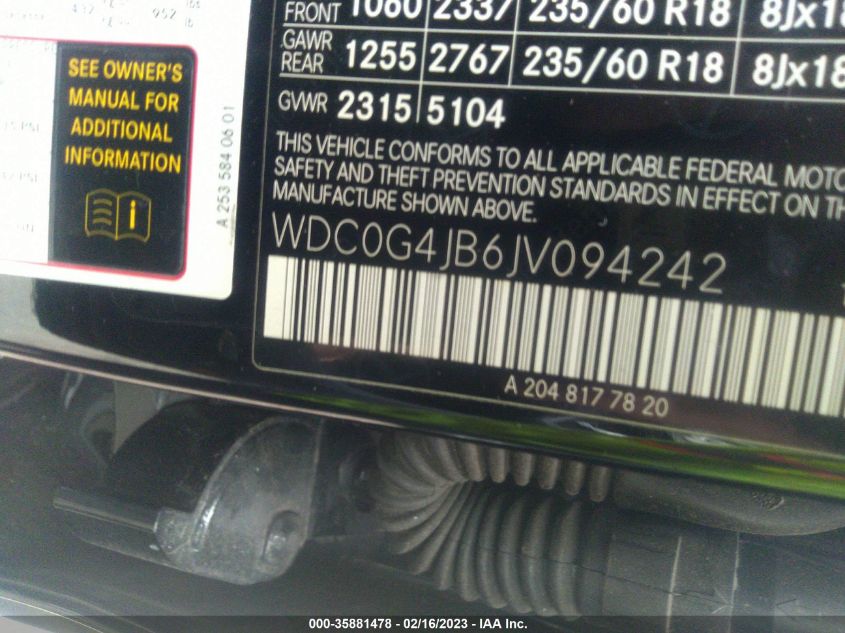 952
SEE OWNER'S
MANUAL FOR
ADDITIONAL
INFORMATION
i
A 253 584 06 01
FRONT 1060 2337 235/60 R18 8Jx18
GAWR
REAR 1255 2767 235/60 R18 8Jx18
GVWR 2315 5104
THIS VEHICLE CONFORMS TO ALL APPLICABLE FEDERAL MOTO
SAFETY AND THEFT PREVENTION STANDARDS IN EFFECT ON TH
MANUFACTURE SHOWN ABOVE.
WDC0G4JB6JV094242
A 204 817 78 20
000-35881478 - 02/16/2023 - IAA Inc.